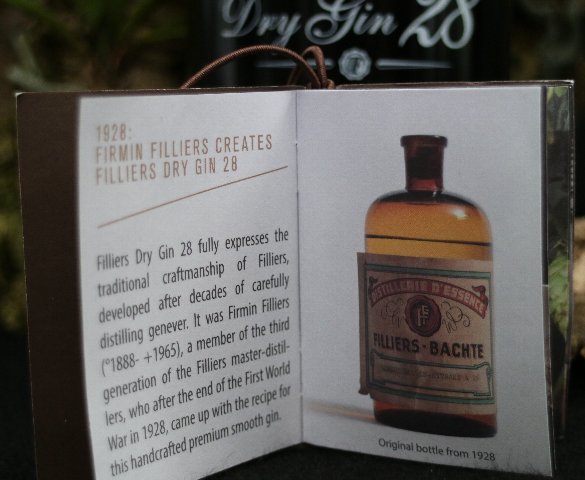 Dry Gin 28
1928:
FIRMIN FILLIERS CREATES
FILLIERS DRY GIN 28
Filliers Dry Gin 28 fully expresses the
traditional craftmanship of Filliers,
developed after decades of carefully
distilling genever. It was Firmin Filliers
(°1888- +1965), a member of the third
generation of the Filliers master-distil-
lers, who after the end of the First World
War in 1928, came up with the recipe for
this handcrafted premium smooth gin.
DISTILLERIE D'ESSENCE
FILLIERS-BACHTE
Original bottle from 1928